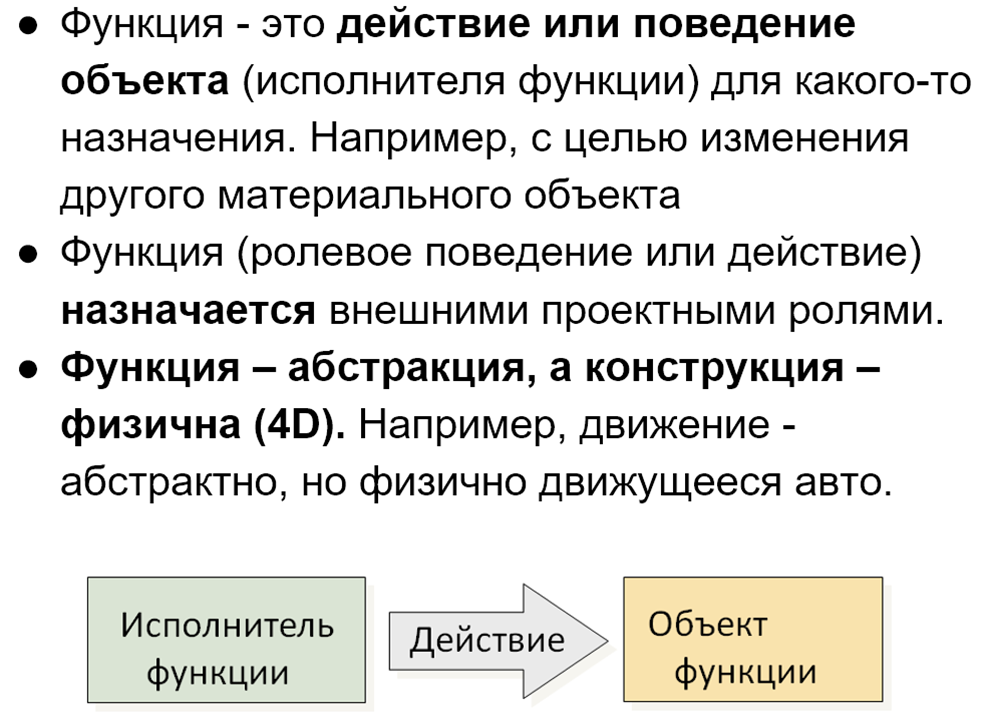 ● Функция - это действие или поведение
объекта (исполнителя функции) для какого-то
назначения. Например, с целью изменения
другого материального объекта
● Функция (ролевое поведение или действие)
назначается внешними проектными ролями.
● Функция – абстракция, а конструкция –
физична (4D). Например, движение -
абстрактно, но физично движущееся авто.
Исполнитель
функции
Действие
Объект
функции